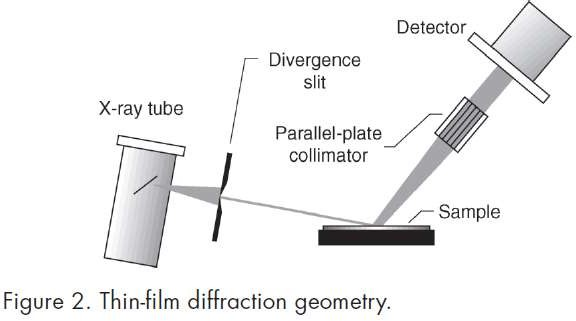 Detector
Divergence
slit
X-ray tube
Parallel-plate
collimator
Sample
Figure 2. Thin-film diffraction geometry.